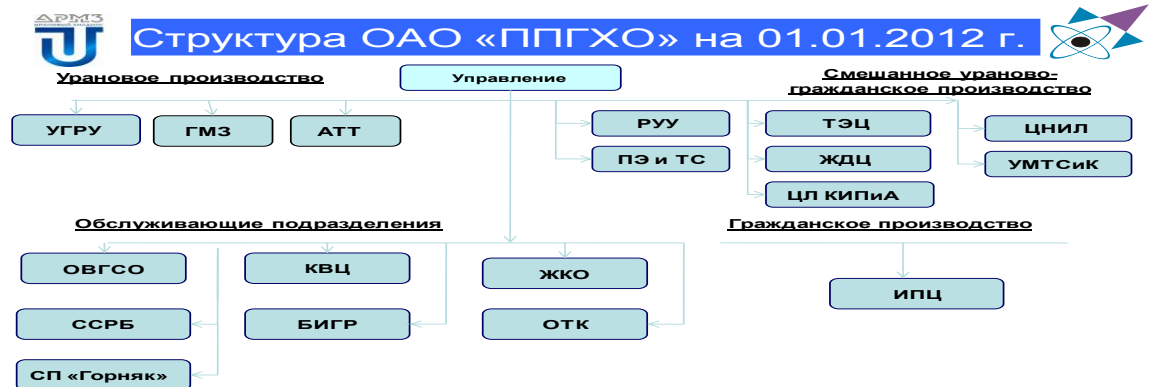 АРМЗ
Структура ОАО «ППГХО» на 01.01.2012 г.
Урановое производство
Управление
Смешанное ураново-
гражданское производство
УГРУ
ГМЗ
АТТ
РУУ
ТЭЦ
ЦНИЛ
ПЭ и ТС
ЖДЦ
УМТСиК
ЦЛ КИПиА
Обслуживающие подразделения
Гражданское производство
ОВГСО
КВЦ
ЖКО
ИПЦ
ССРБ
БИГР
ОТК
СП «Горняк»